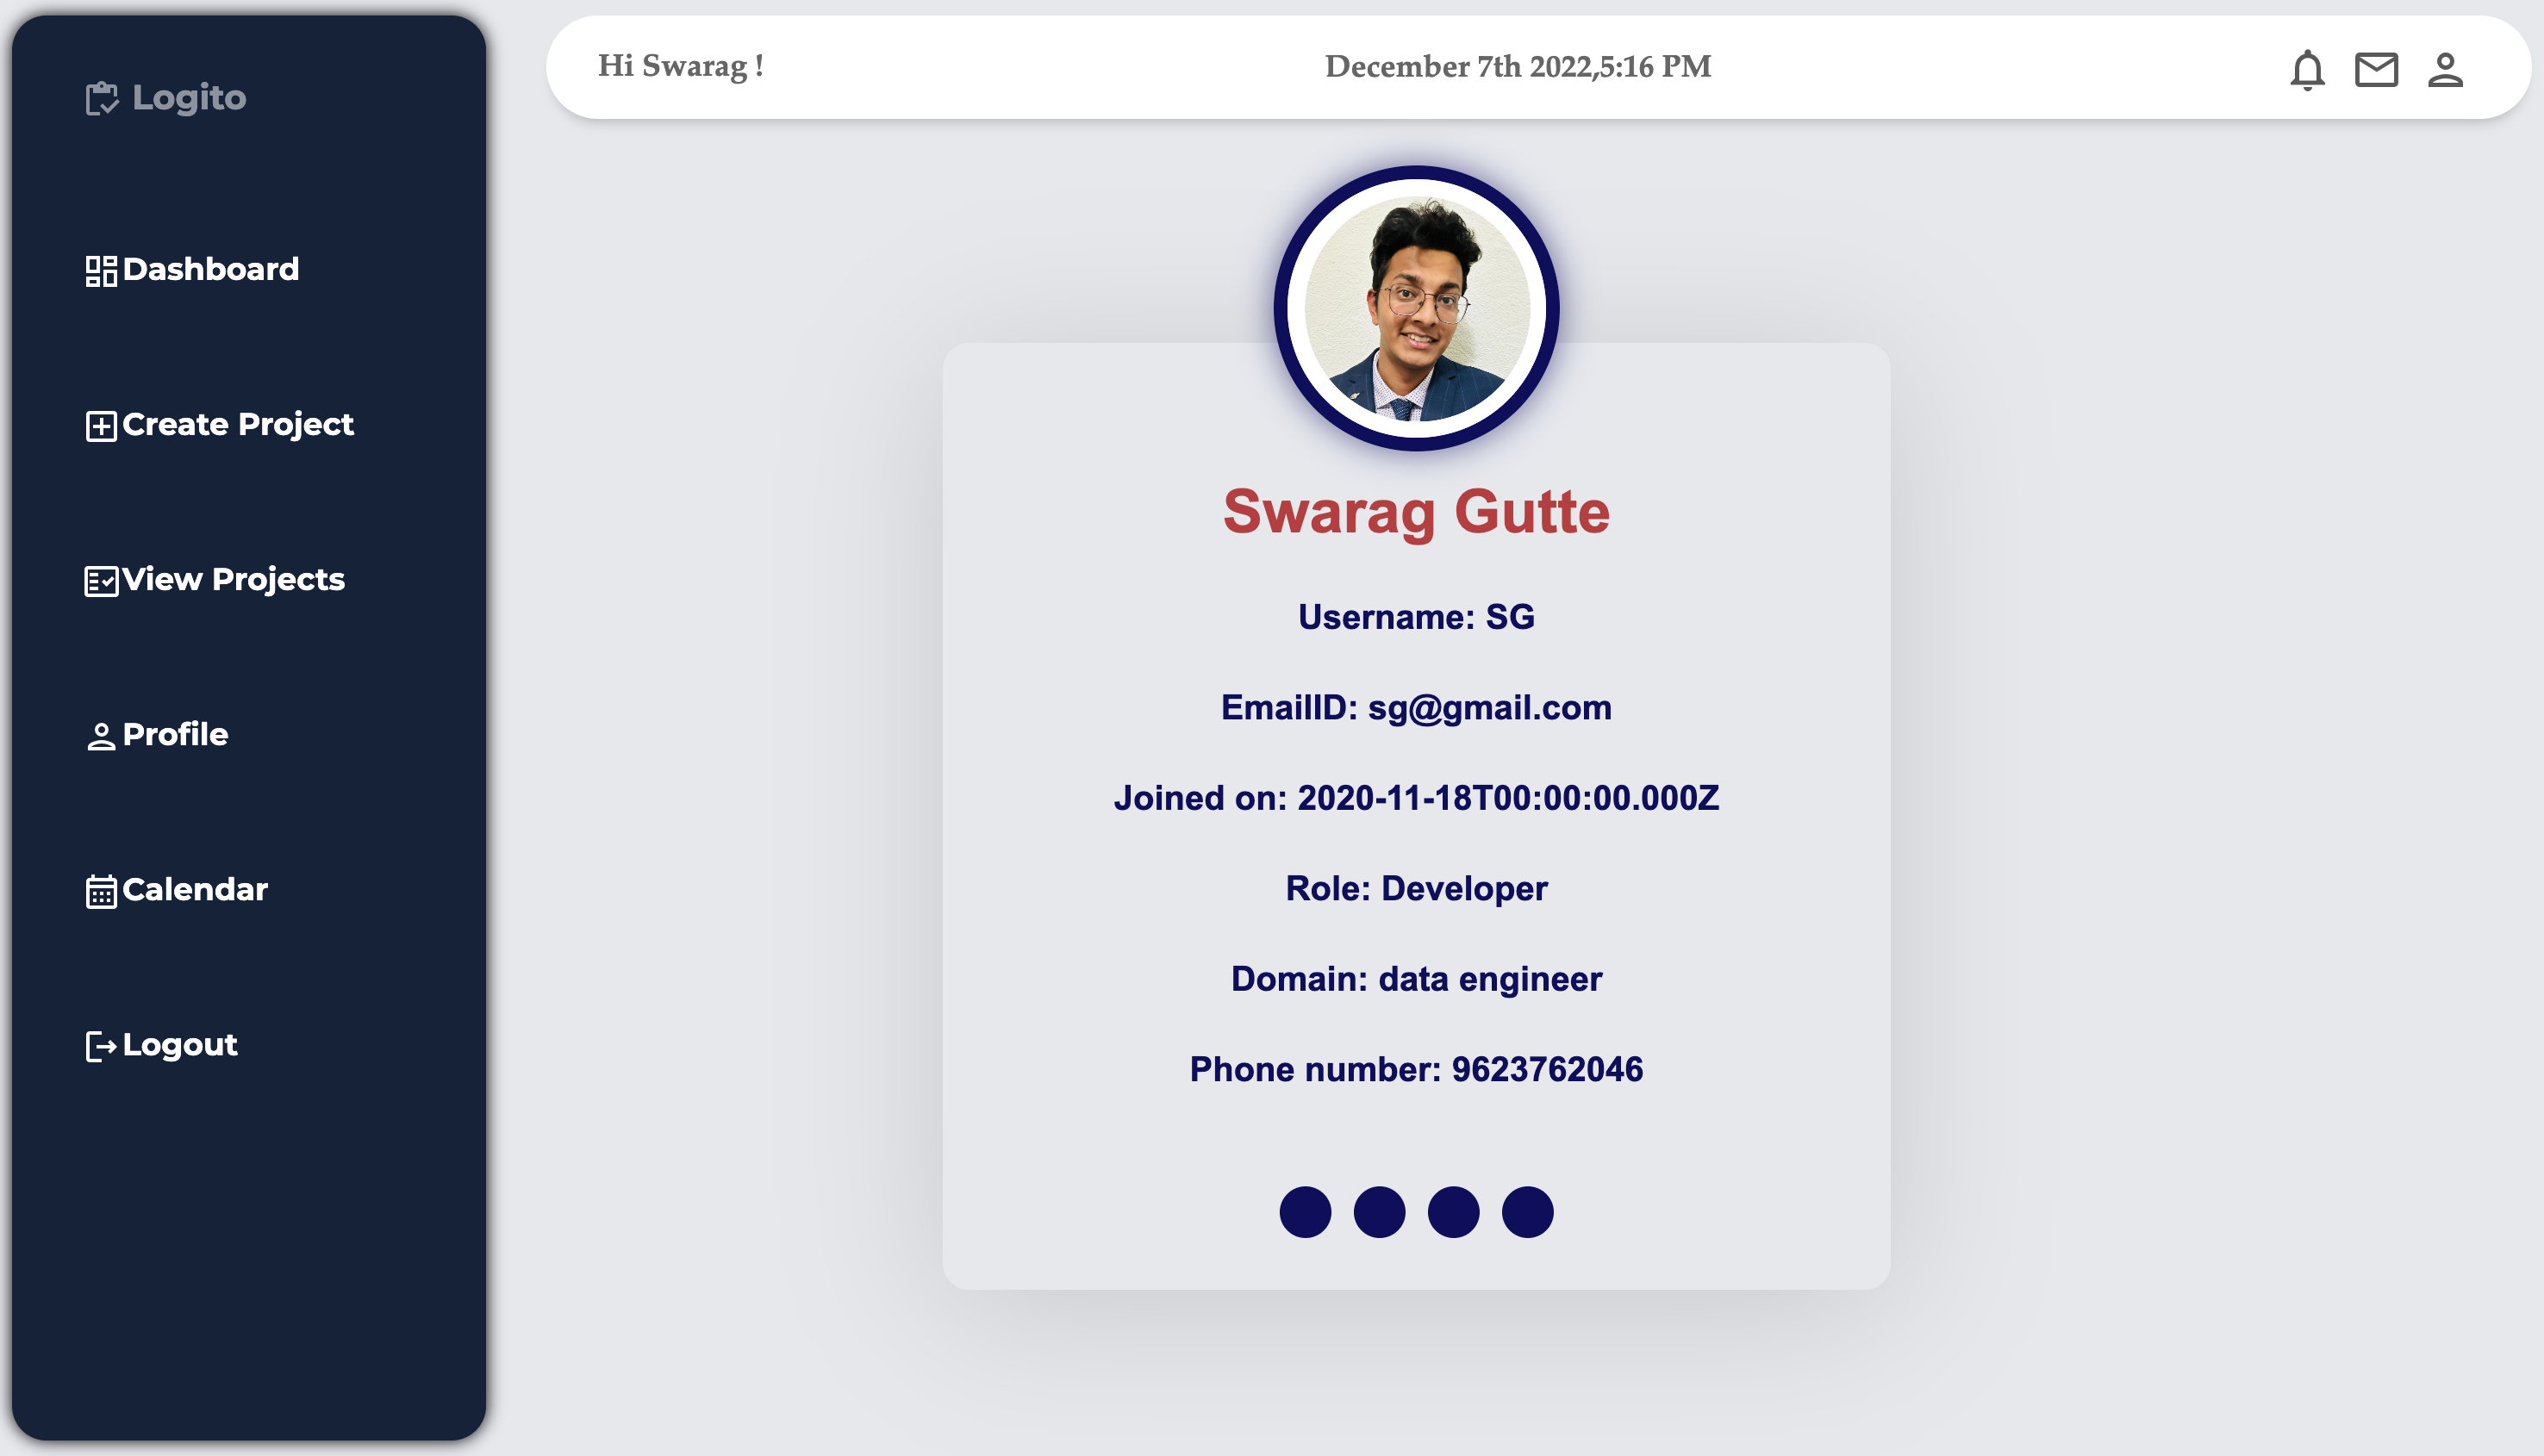 Logito
Dashboard
Create Project
View Projects
Profile
Calendar
Logout
Hi Swarag !
December 7th 2022,5:16 PM
Swarag Gutte
Username: SG
EmailID: sg@gmail.com
Joined on: 2020-11-18T00:00:00.000Z
Role: Developer
Domain: data engineer
Phone number: 9623762046